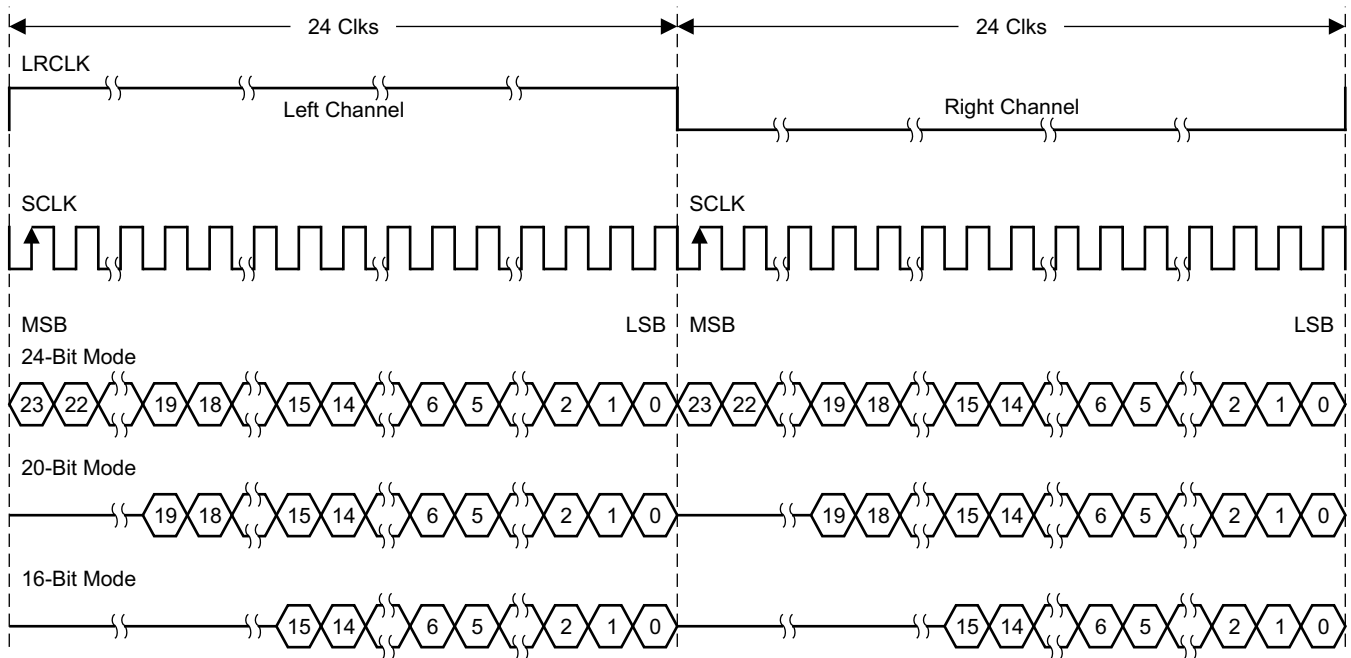 24 Clks 24 Clks
LRCLK
Left Channel Right Channel
SCLK SCLK
MSB LSB MSB LSB
24-Bit Mode
23 22 19 18 15 14 6 5 2 1 0 23 22 19 18 15 14 6 5 2 1 0
20-Bit Mode
19 18 15 14 6 5 2 1 0 19 18 15 14 6 5 2 1 0
16-Bit Mode
15 14 6 5 2 1 0 15 14 6 5 2 1 0